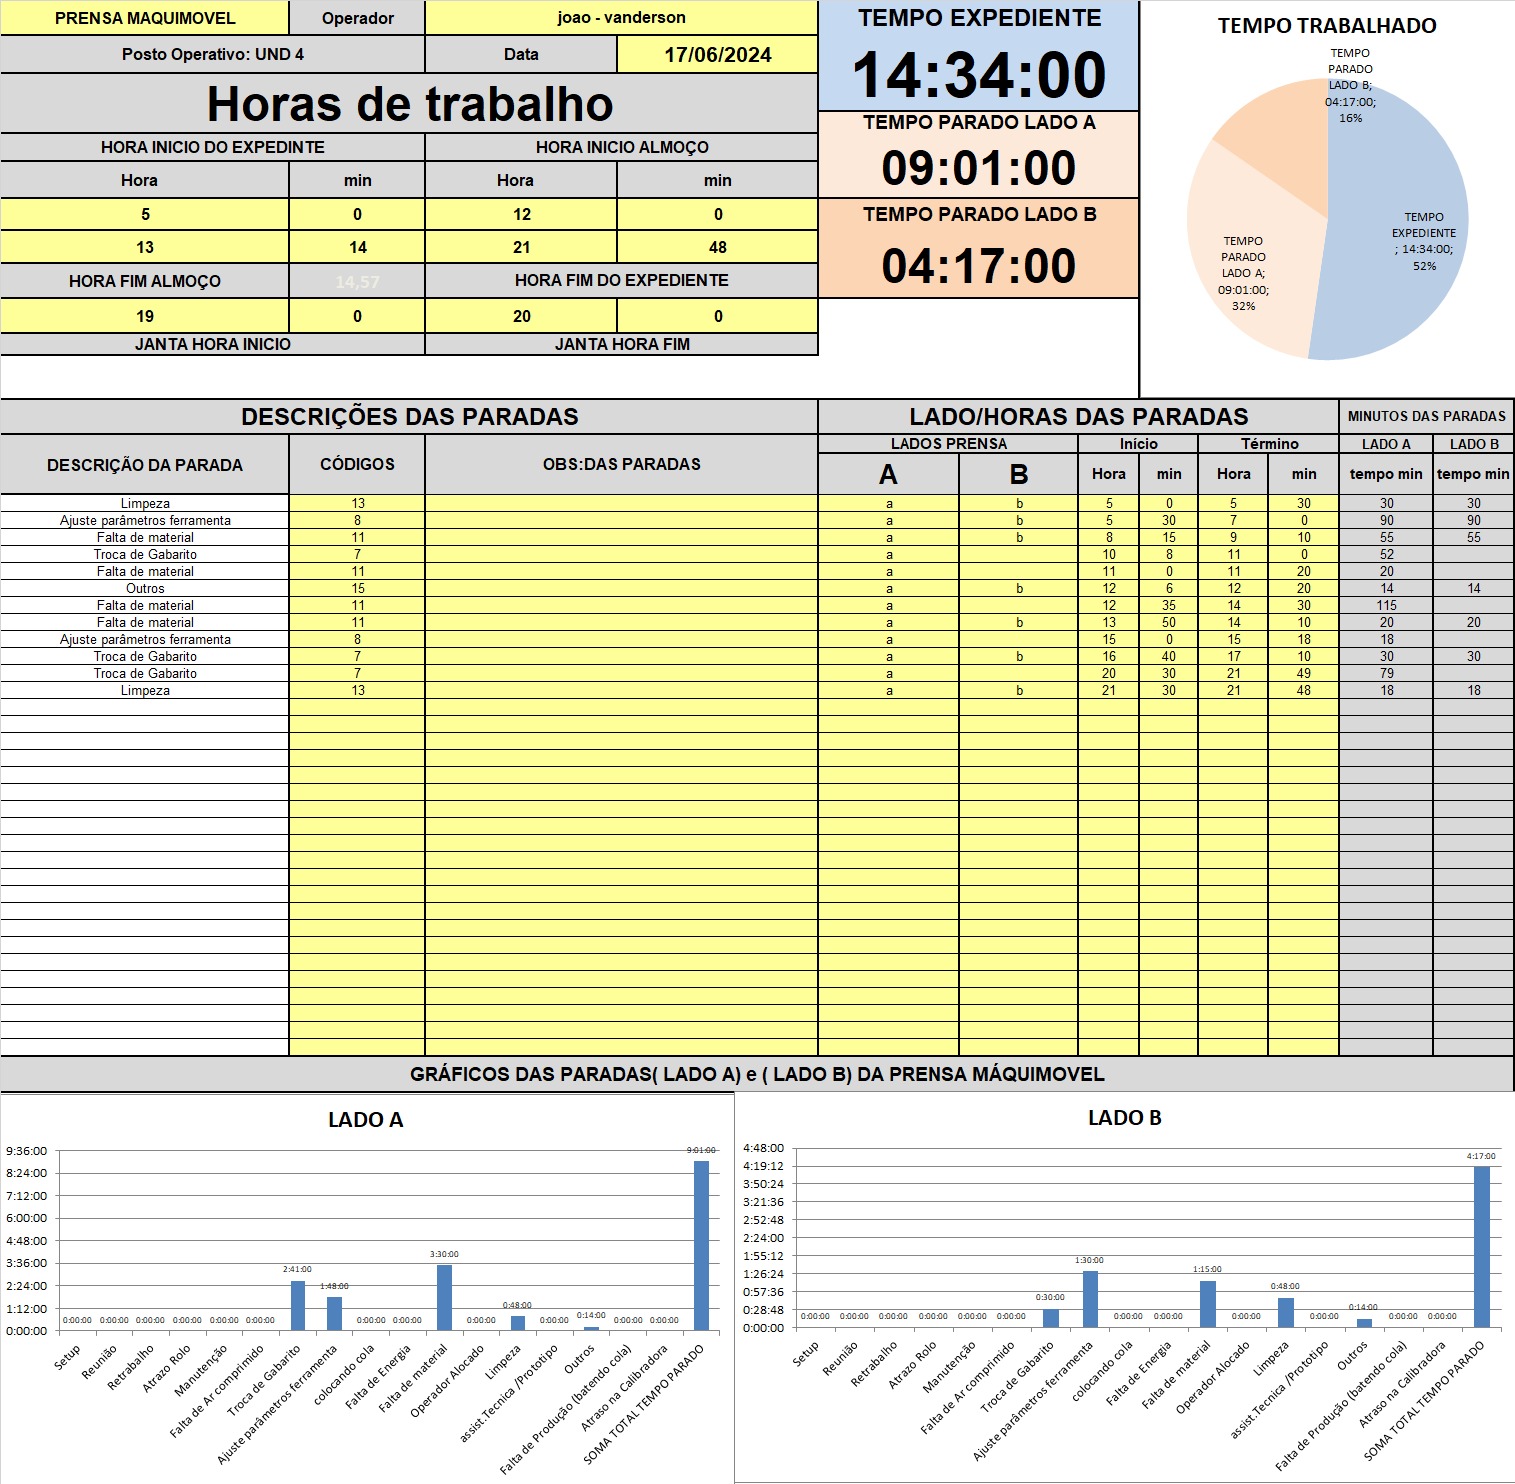 PRENSA MAQUIMOVEL Operador joao - vanderson
Posto Operativo: UND 4 Data 17/06/2024
Horas de trabalho
HORA INICIO DO EXPEDINTE HORA INICIO ALMOÇO
Hora min Hora min
5 0 12 0
13 14 21 48
HORA FIM ALMOÇO 14,57 HORA FIM DO EXPEDIENTE
19 0 20 0
JANTA HORA INICIO JANTA HORA FIM
TEMPO EXPEDIENTE
14:34:00
TEMPO PARADO LADO A
09:01:00
TEMPO PARADO LADO B
04:17:00
TEMPO TRABALHADO
TEMPO
PARADO
LADO B;
04:17:00;
16%
TEMPO
EXPEDIENTE
; 14:34:00;
52%
TEMPO
PARADO
LADO A;
09:01:00;
32%
DESCRIÇÕES DAS PARADAS LADO/HORAS DAS PARADAS MINUTOS DAS PARADAS
DESCRIÇÃO DA PARADA CÓDIGOS OBS:DAS PARADAS LADOS PRENSA Início Término LADO A LADO B
A B Hora min Hora min tempo min tempo min
Limpeza 13 a b 5 0 5 30 30 30
Ajuste parâmetros ferramenta 8 a b 5 30 7 0 90 90
Falta de material 11 a b 8 15 9 10 55 55
Troca de Gabarito 7 a 10 8 11 0 52
Falta de material 11 a 11 0 11 20 20
Outros 15 a b 12 6 12 20 14 14
Falta de material 11 a 12 35 14 30 115
Falta de material 11 a b 13 50 14 10 20 20
Ajuste parâmetros ferramenta 8 a 15 0 15 18 18
Troca de Gabarito 7 a b 16 40 17 10 30 30
Troca de Gabarito 7 a 20 30 21 49 79
Limpeza 13 a b 21 30 21 48 18 18
GRÁFICOS DAS PARADAS( LADO A) e ( LADO B) DA PRENSA MÁQUIMOVEL
LADO A
9:36:00
8:24:00
7:12:00
6:00:00
4:48:00
3:36:00
2:24:00
1:12:00
0:00:00
0:00:00 0:00:00 0:00:00 0:00:00 0:00:00 0:00:00 2:41:00 1:48:00 0:00:00 0:00:00 3:30:00 0:00:00 0:48:00 0:00:00 0:14:00 0:00:00 0:00:00 9:01:00
Setup
Reunião
Retrabalho
Atrazo Rolo
Manutenção
Falta de Ar comprimido
Troca de Gabarito
Ajuste parâmetros ferramenta
colocando cola
Falta de Energia
Falta de material
Operador Alocado
Limpeza
assist.Tecnica /Prototipo
Outros
Falta de Produção (batendo cola)
Atraso na Calibradora
SOMA TOTAL TEMPO PARADO
LADO B
4:48:00
4:19:12
3:50:24
3:21:36
2:52:48
2:24:00
1:55:12
1:26:24
0:57:36
0:28:48
0:00:00
0:00:00 0:00:00 0:00:00 0:00:00 0:00:00 0:00:00 0:30:00 1:30:00 0:00:00 0:00:00 1:15:00 0:00:00 0:48:00 0:00:00 0:14:00 0:00:00 0:00:00 4:17:00
Setup
Reunião
Retrabalho
Atrazo Rolo
Manutenção
Falta de Ar comprimido
Troca de Gabarito
Ajuste parâmetros ferramenta
colocando cola
Falta de Energia
Falta de material
Operador Alocado
Limpeza
assist.Tecnica /Prototipo
Outros
Falta de Produção (batendo cola)
Atraso na Calibradora
SOMA TOTAL TEMPO PARADO